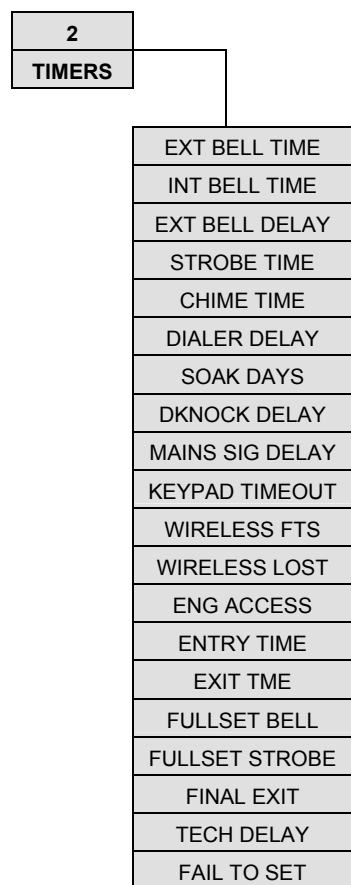 2
TIMERS
EXT BELL TIME
INT BELL TIME
EXT BELL DELAY
STROBE TIME
CHIME TIME
DIALER DELAY
SOAK DAYS
DKNOCK DELAY
MAINS SIG DELAY
KEYPAD TIMEOUT
WIRELESS FTS
WIRELESS LOST
ENG ACCESS
ENTRY TIME
EXIT TME
FULLSET BELL
FULLSET STROBE
FINAL EXIT
TECH DELAY
FAIL TO SET